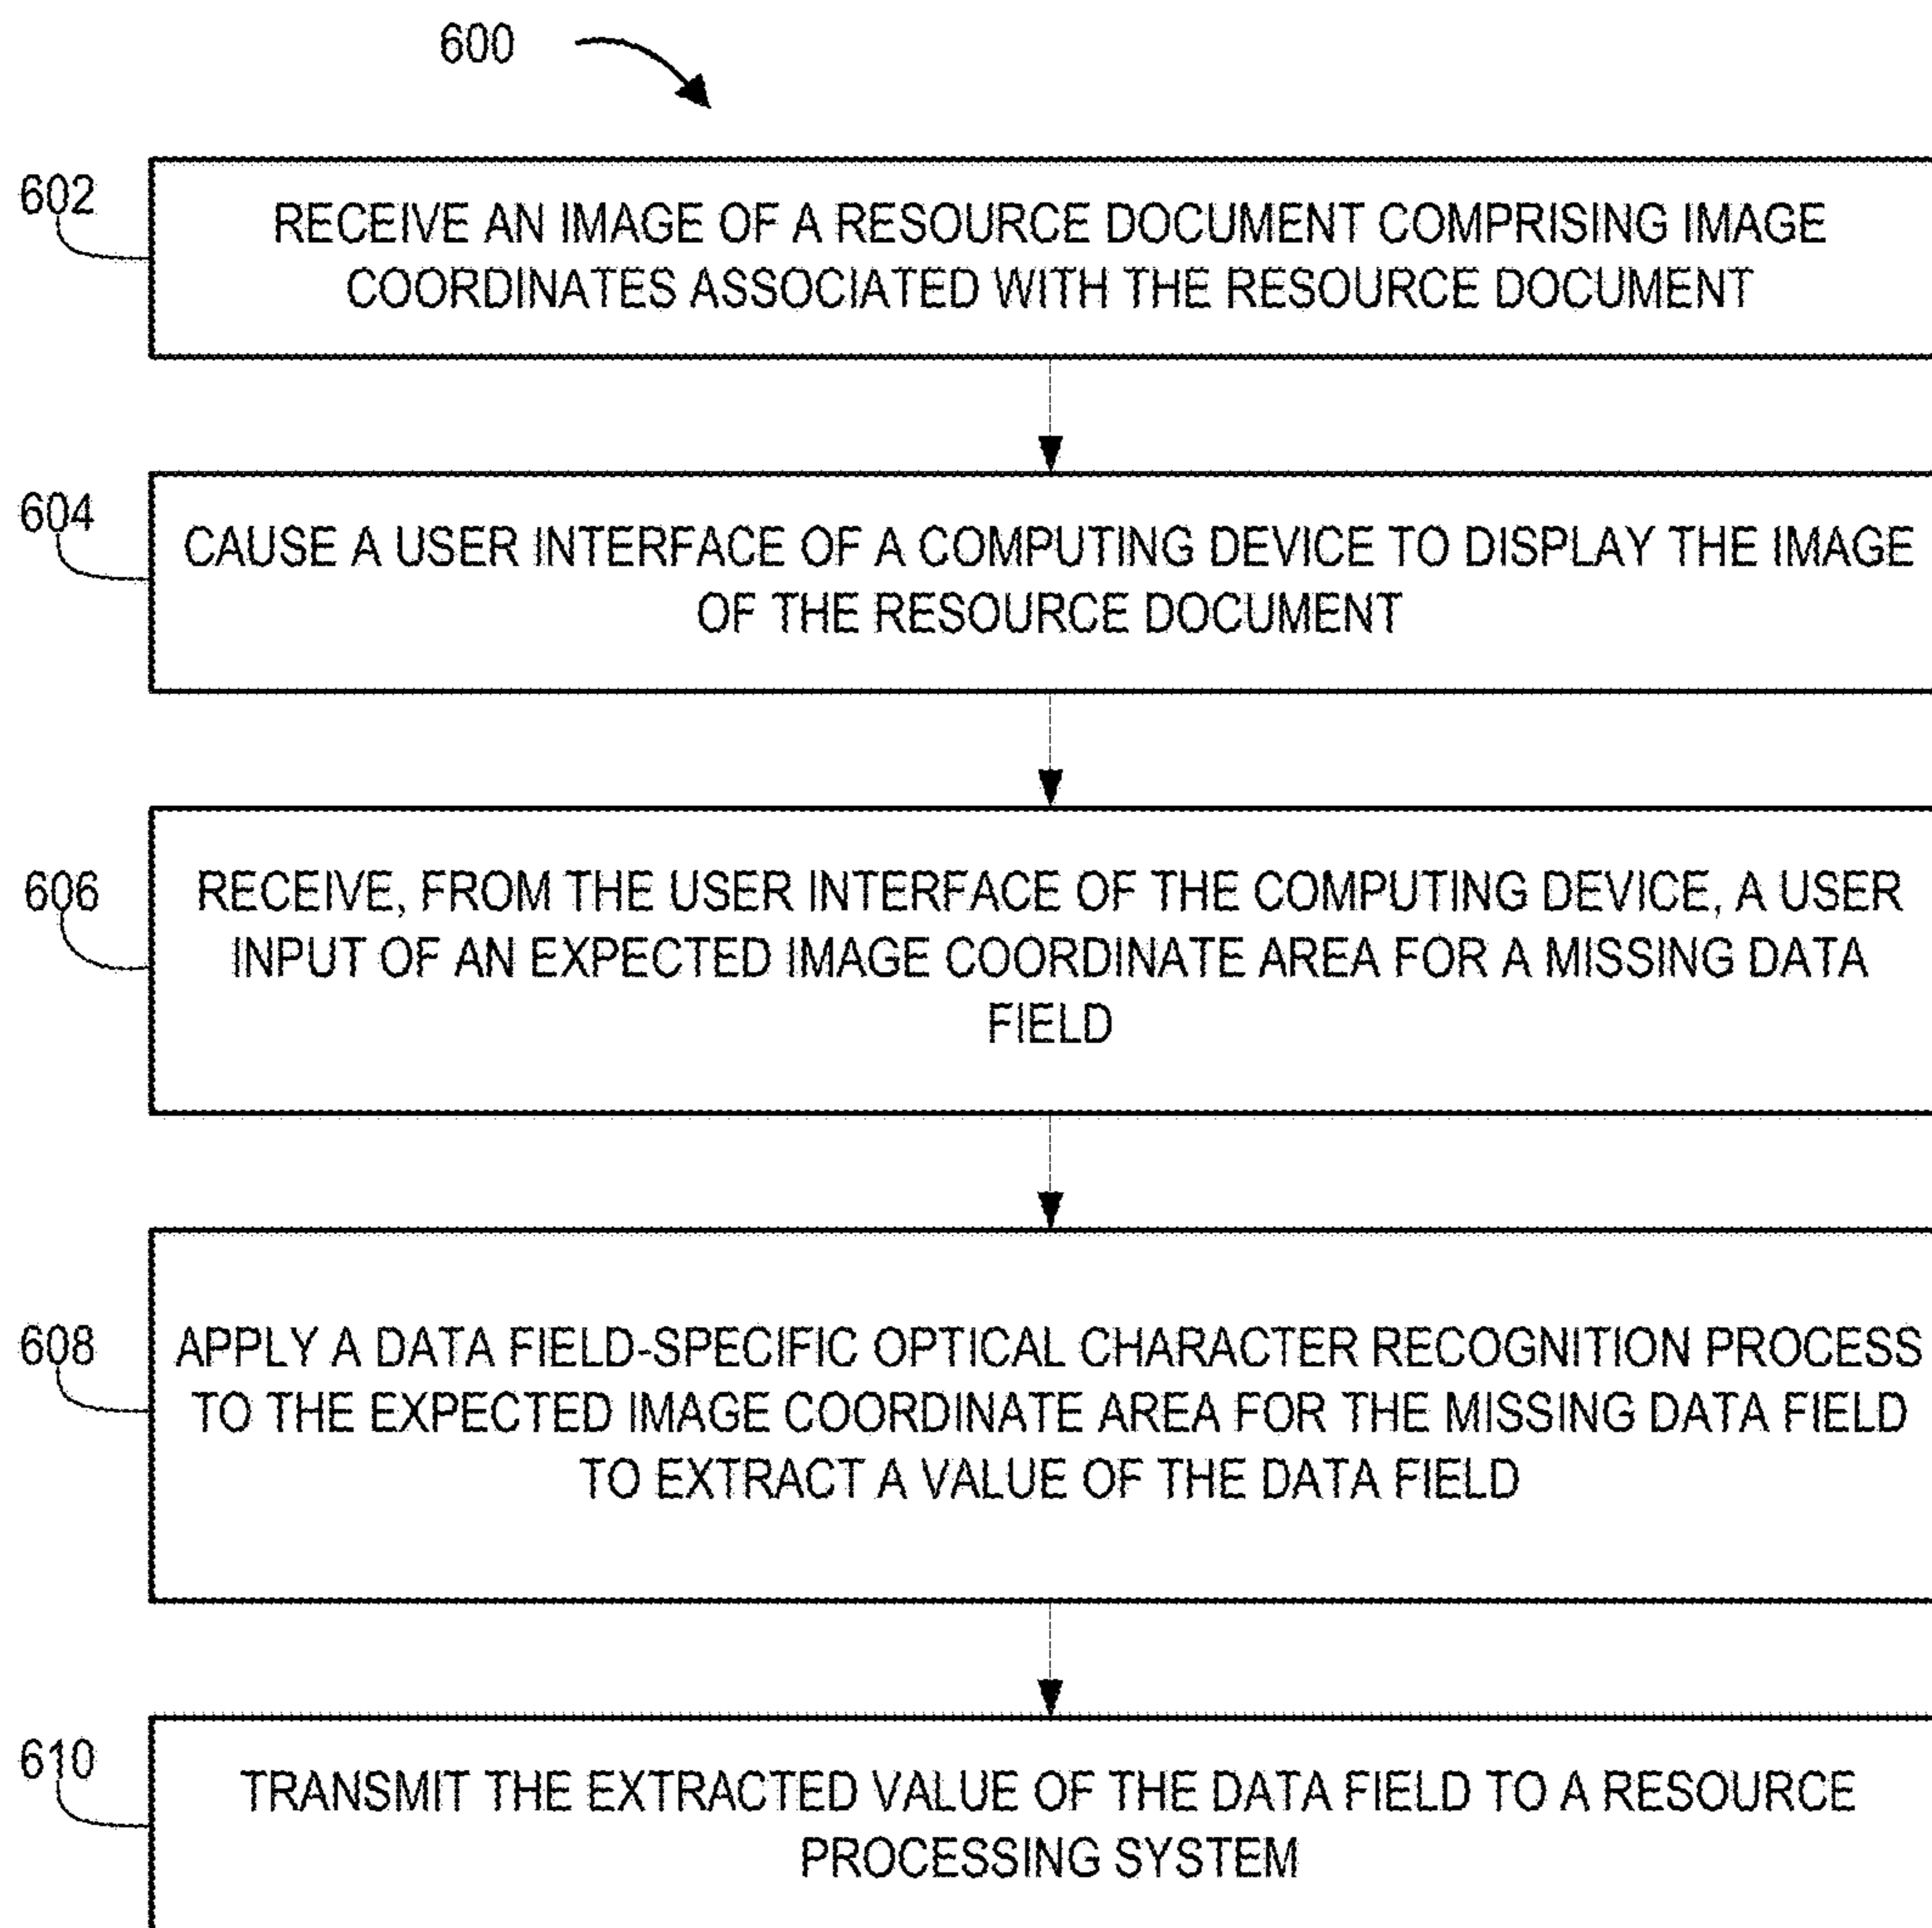 600
602
RECEIVE AN IMAGE OF A RESOURCE DOCUMENT COMPRISING IMAGE
COORDINATES ASSOCIATED WITH THE RESOURCE DOCUMENT
604
CAUSE A USER INTERFACE OF A COMPUTING DEVICE TO DISPLAY THE IMAGE
OF THE RESOURCE DOCUMENT
606
RECEIVE, FROM THE USER INTERFACE OF THE COMPUTING DEVICE, A USER
INPUT OF AN EXPECTED IMAGE COORDINATE AREA FOR A MISSING DATA
FIELD
608
APPLY A DATA FIELD-SPECIFIC OPTICAL CHARACTER RECOGNITION PROCESS
TO THE EXPECTED IMAGE COORDINATE AREA FOR THE MISSING DATA FIELD
TO EXTRACT A VALUE OF THE DATA FIELD
610
TRANSMIT THE EXTRACTED VALUE OF THE DATA FIELD TO A RESOURCE
PROCESSING SYSTEM